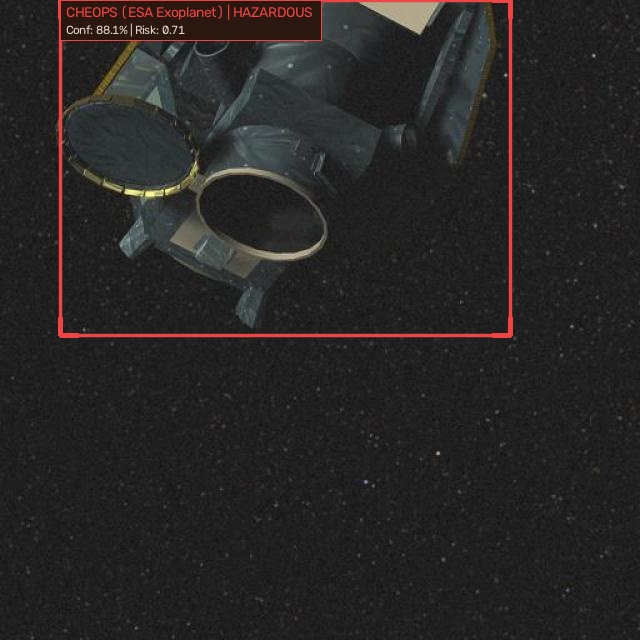 CHEOPS (ESA Exoplanet) | HAZARDOUS
Conf: 88.1% | Risk: 0.71